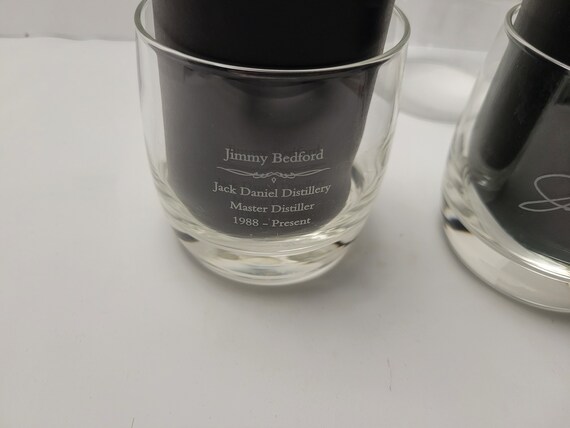 Jimmy Bedford
Jack Daniel Distillery
Master Distiller
1988 - Present